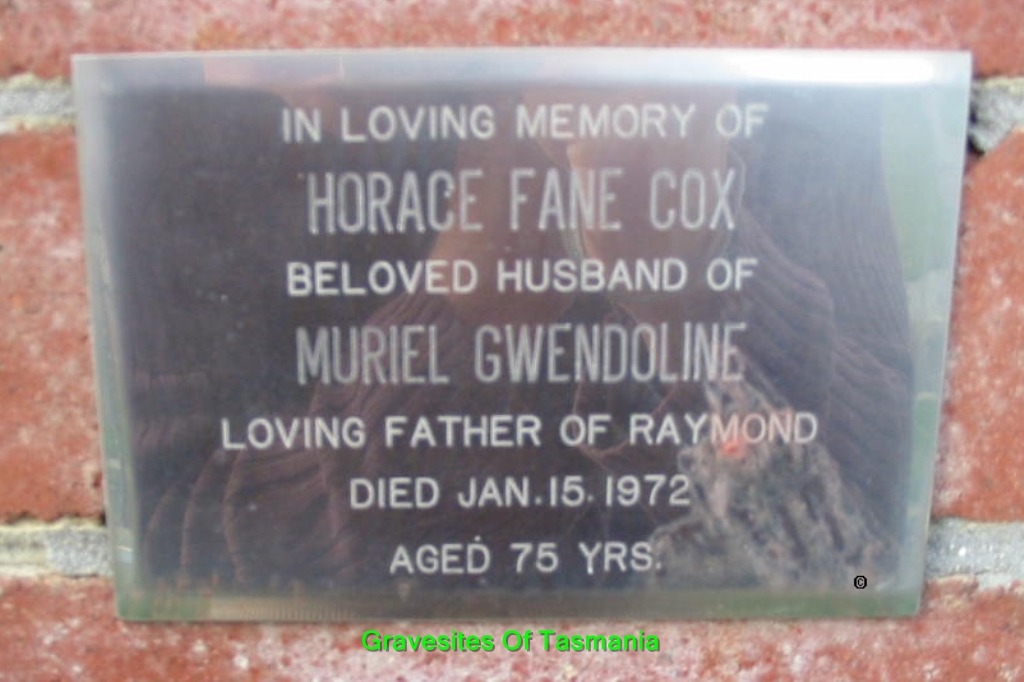 IN LOVING MEMORY OF
HORACE FANE COX
BELOVED HUSBAND OF
MURIEL GWENDOLINE
LOVING FATHER OF RAYMOND
DIED JAN. 15. 1972
AGED 75 YRS.
©
Gravesites Of Tasmania